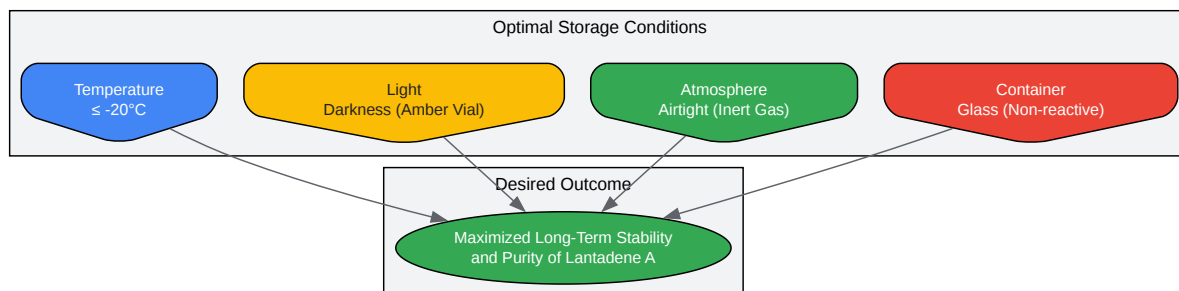 Optimal Storage Conditions
Temperature
≤ -20°C
Light
Darkness (Amber Vial)
Atmosphere
Airtight (Inert Gas)
Container
Glass (Non-reactive)
Desired Outcome
Maximized Long-Term Stability
and Purity of Lantadene A